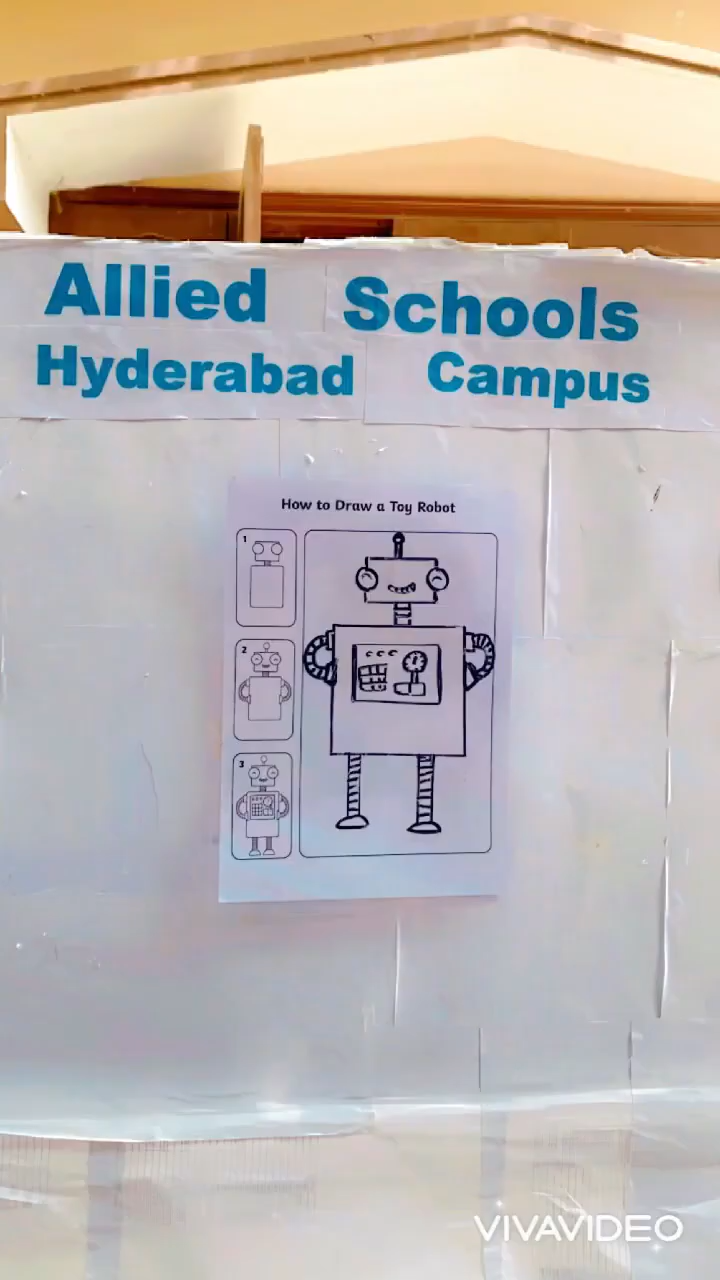 Allied Schools
Hyderabad Campus
How to Draw a Toy Robot
1
2
3
VIVAVIDEO